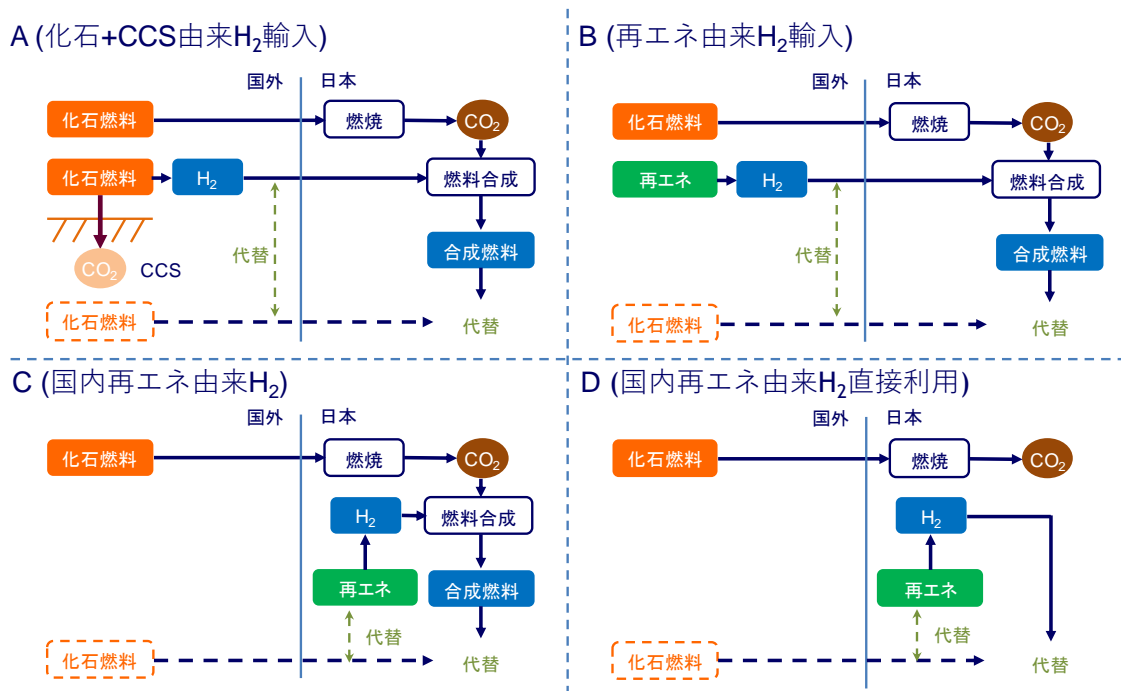 A (化石+CCS由来H₂輸入)
国外 日本
化石燃料 燃焼 CO₂
化石燃料 H₂ 燃料合成
代替 合成燃料
CO₂ CCS
化石燃料 代替
B (再エネ由来H₂輸入)
国外 日本
化石燃料 燃焼 CO₂
再エネ H₂ 燃料合成
代替 合成燃料
化石燃料 代替
C (国内再エネ由来H₂)
国外 日本
化石燃料 燃焼 CO₂
H₂ 燃料合成
再エネ 合成燃料
代替
化石燃料 代替
D (国内再エネ由来H₂直接利用)
国外 日本
化石燃料 燃焼 CO₂
H₂
再エネ
代替
化石燃料 代替